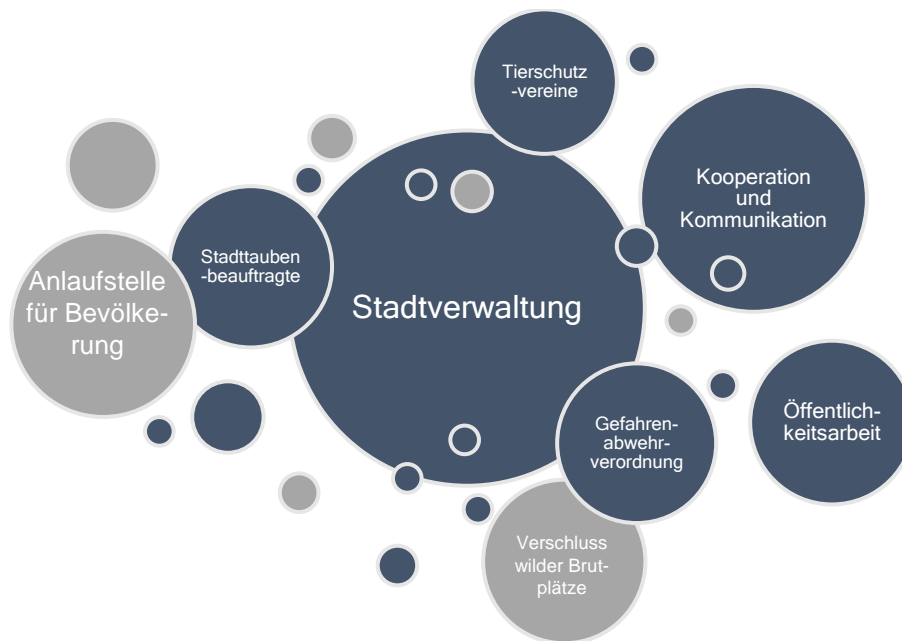 Tierschutz
-vereine
Kooperation
und
Kommunikation
Stadttauben
-beauftragte
Anlaufstelle
für Bevölke-
rung
Stadtverwaltung
Gefahren-
abwehr-
verordnung
Öffentlich-
keitsarbeit
Verschluss
wilder Brut-
plätze